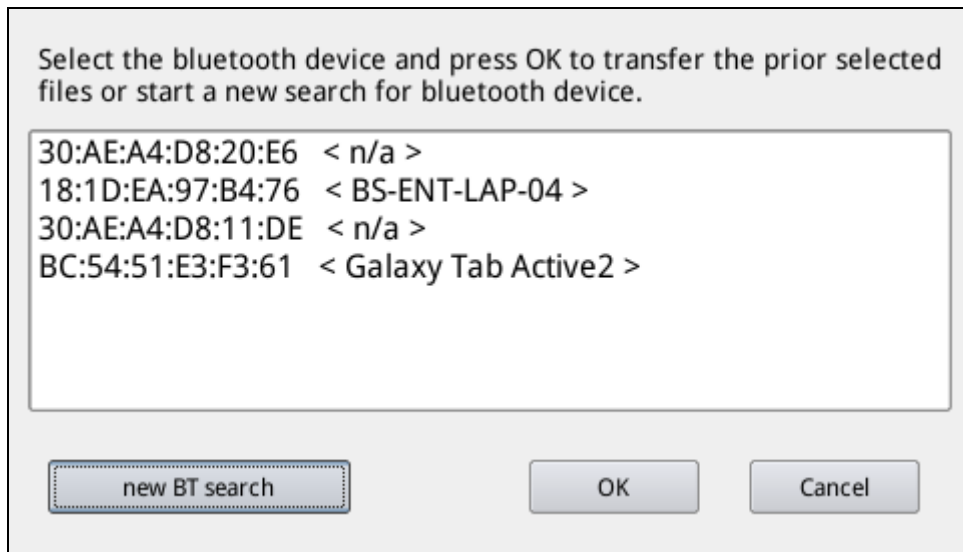 Select the bluetooth device and press OK to transfer the prior selected
files or start a new search for bluetooth device.
30:AE:A4:D8:20:E6 < n/a >
18:1D:EA:97:B4:76 < BS-ENT-LAP-04 >
30:AE:A4:D8:11:DE < n/a >
BC:54:51:E3:F3:61 < Galaxy Tab Active2 >
new BT search OK Cancel